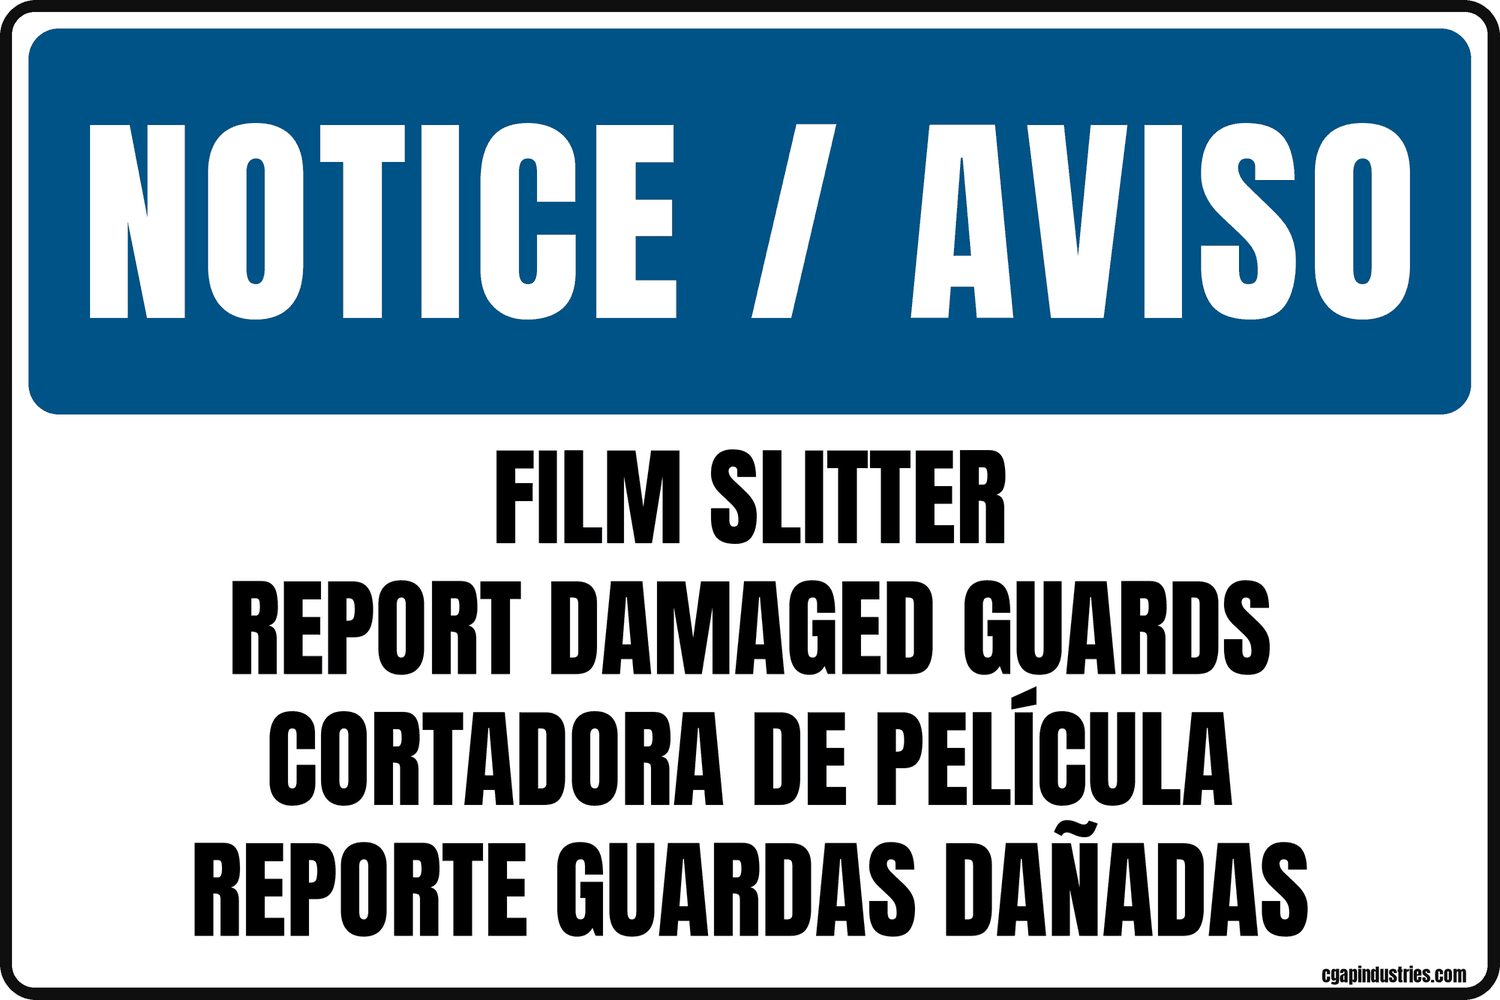 NOTICE / AVISO
FILM SLITTER
REPORT DAMAGED GUARDS
CORTADORA DE PELÍCULA
REPORTE GUARDAS DAÑADAS
cgapindustries.com